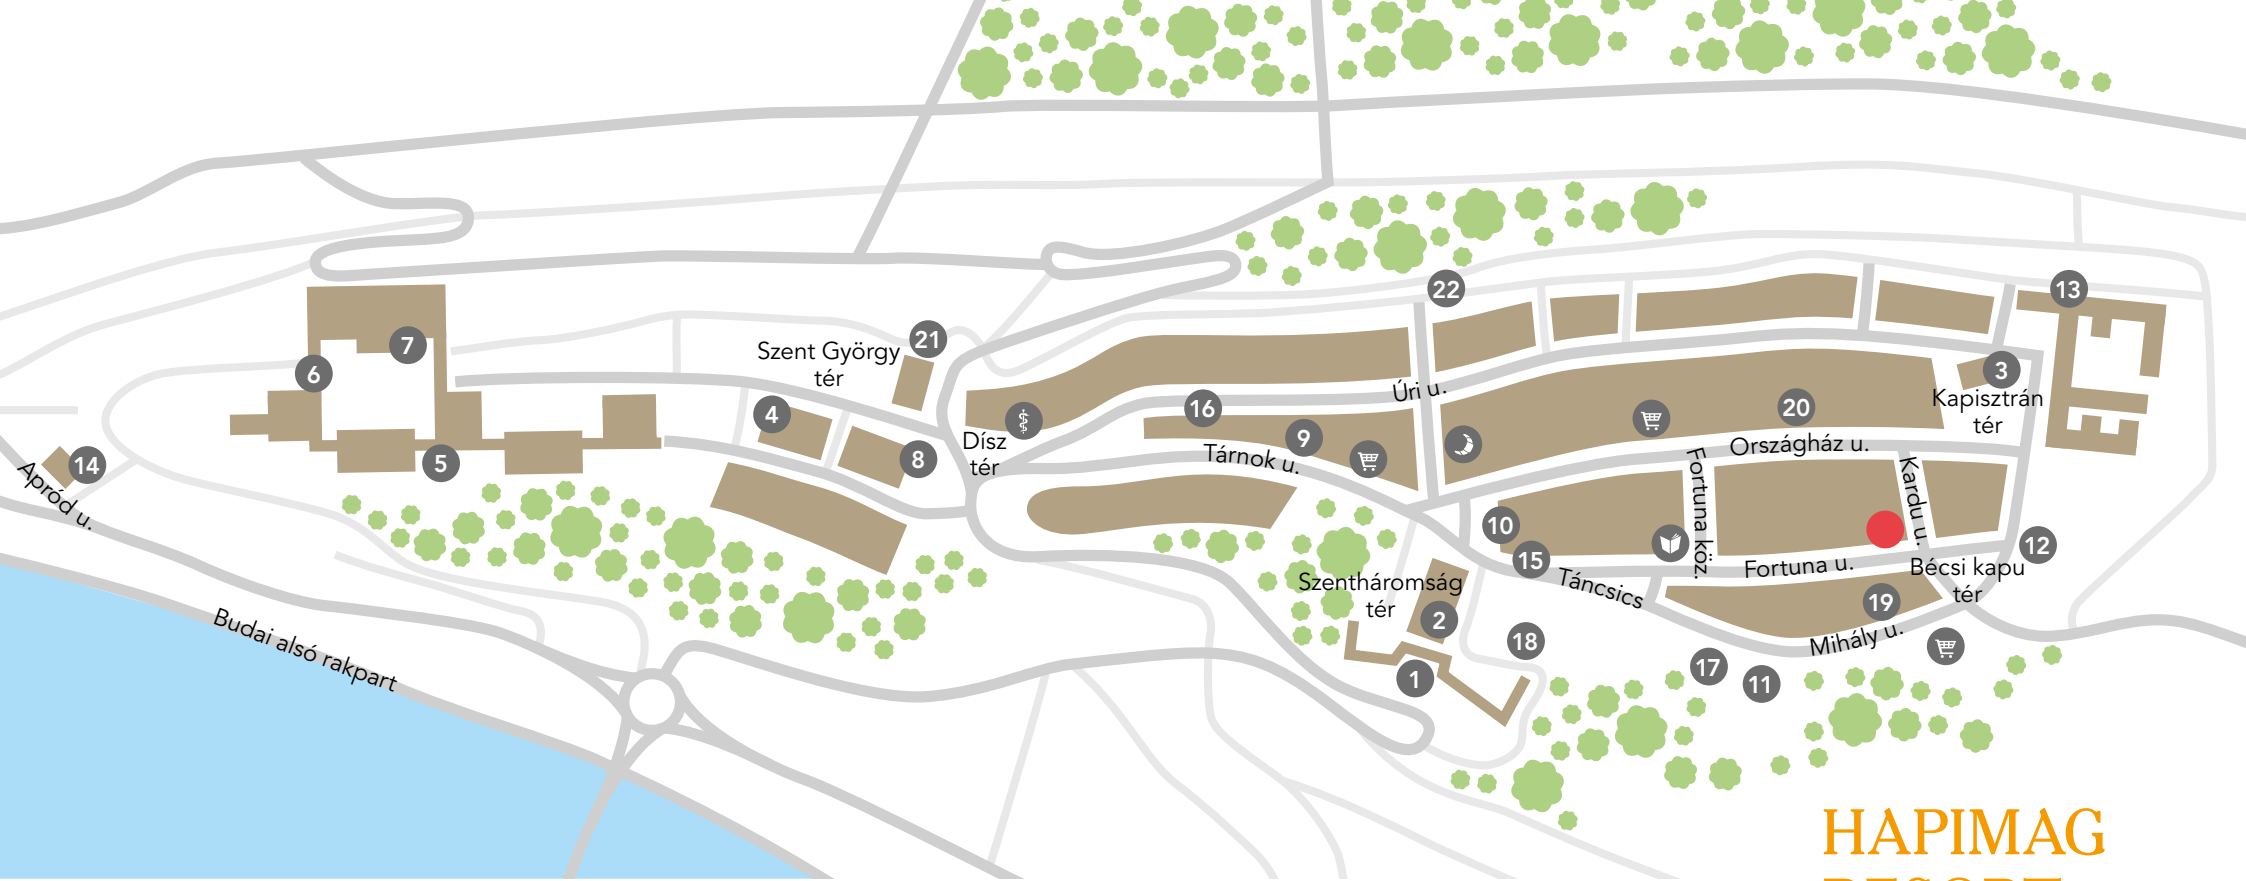 22
13
21
Szent György
tér
7
6
3
Kapisztrán
tér
Úri u.
16
20
4
9
Dísz
tér
Országház u.
8
Tárnok u.
5
14
Apród u.
Fortuna köz.
Kardu u.
10
15
12
Táncsics
Fortuna u.
Bécsi kapu
tér
Szentháromság
tér
2
19
Mihály u.
18
17
11
1
Budai alsó rakpart
HAPIMAG